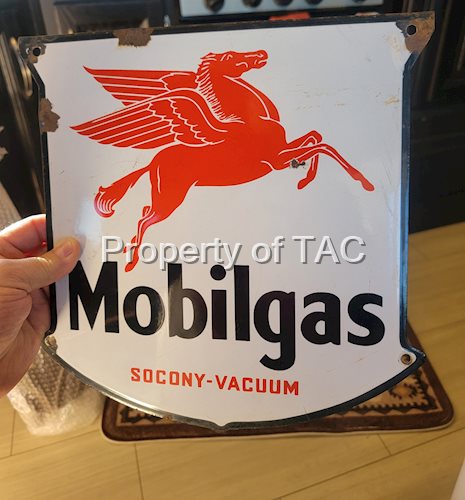 Property of TAC
Mobilgas
SOCONY-VACUUM